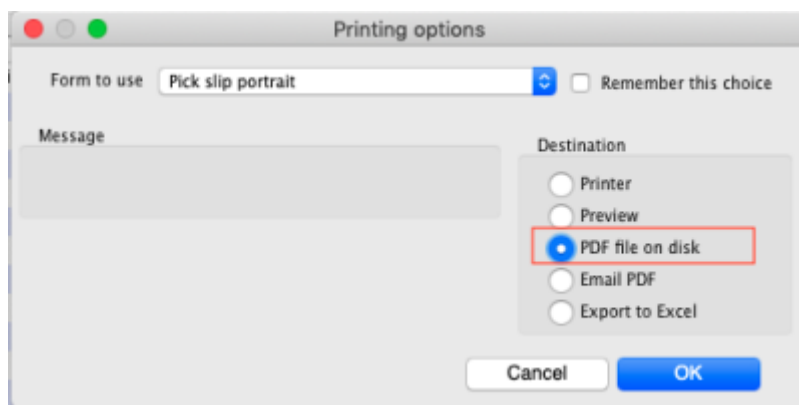 Printing options
Form to use Pick slip portrait Remember this choice
Message
Destination
Printer
Preview
PDF file on disk
Email PDF
Export to Excel
Cancel OK